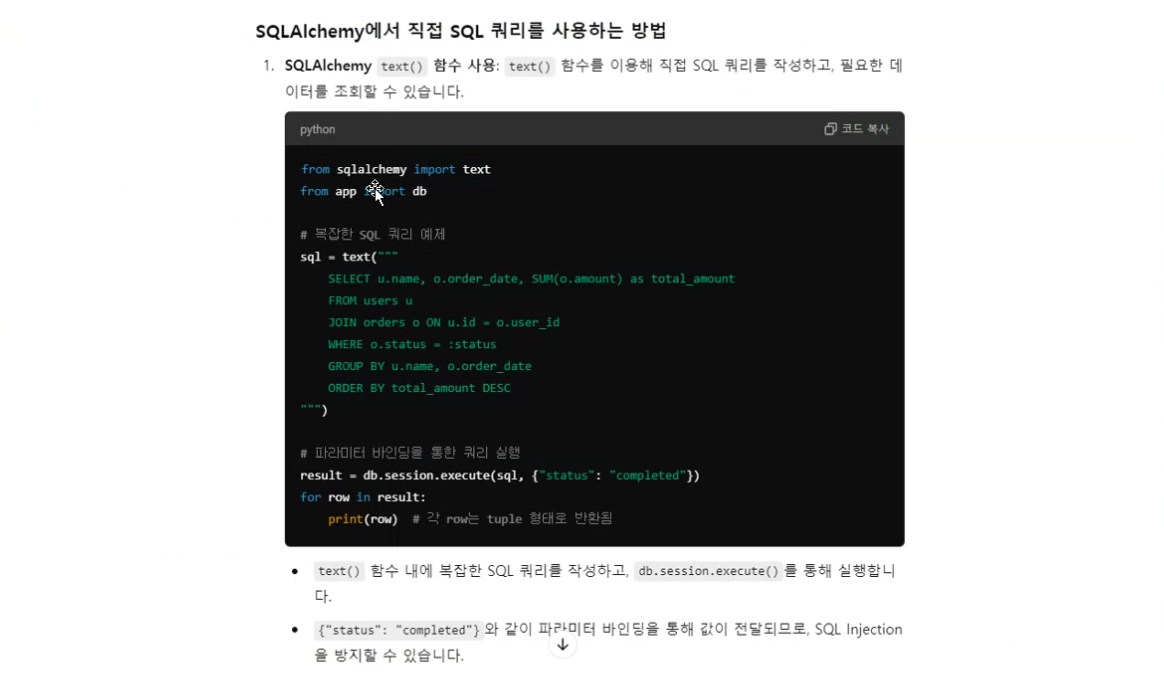 SQLAlchemy에서 직접 SQL 쿼리를 사용하는 방법
1. SQLAlchemy text() 함수 사용: text() 함수를 이용해 직접 SQL 쿼리를 작성하고, 필요한 데
이터를 조회할 수 있습니다.
python
코드 복사
from sqlalchemy import text
from app import db
# 복잡한 SQL 쿼리 예제
sql = text("""
SELECT u.name, o.order_date, SUM(o.amount) as total_amount
FROM users u
JOIN orders o ON u.id = o.user_id
WHERE o.status = :status
GROUP BY u.name, o.order_date
ORDER BY total_amount DESC
""")
# 파라미터 바인딩을 통한 쿼리 실행
result = db.session.execute(sql, {"status": "completed"})
for row in result:
print(row)  # 각 row는 tuple 형태로 반환됨
• text() 함수 내에 복잡한 SQL 쿼리를 작성하고, db.session.execute() 를 통해 실행합니
다.
• {"status": "completed"} 와 같이 파라미터 바인딩을 통해 값이 전달되므로, SQL Injection
을 방지할 수 있습니다.